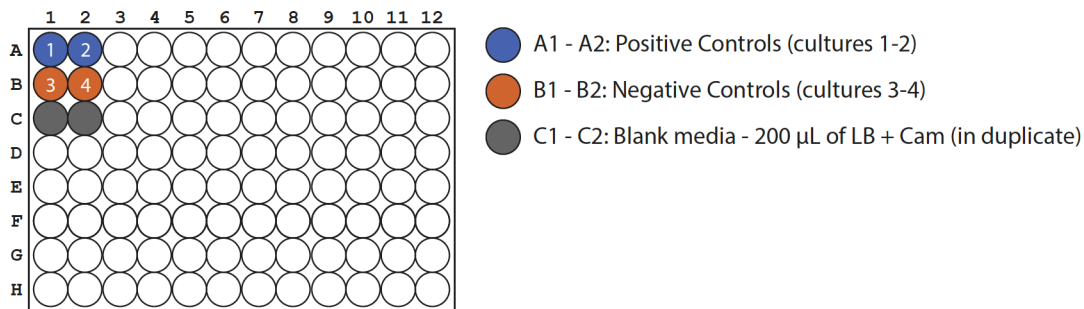 1 2 3 4 5 6 7 8 9 10 11 12
A 1 2
A1 - A2: Positive Controls (cultures 1-2)
B 3 4
B1 - B2: Negative Controls (cultures 3-4)
C
C1 - C2: Blank media - 200 µL of LB + Cam (in duplicate)
D
E
F
G
H